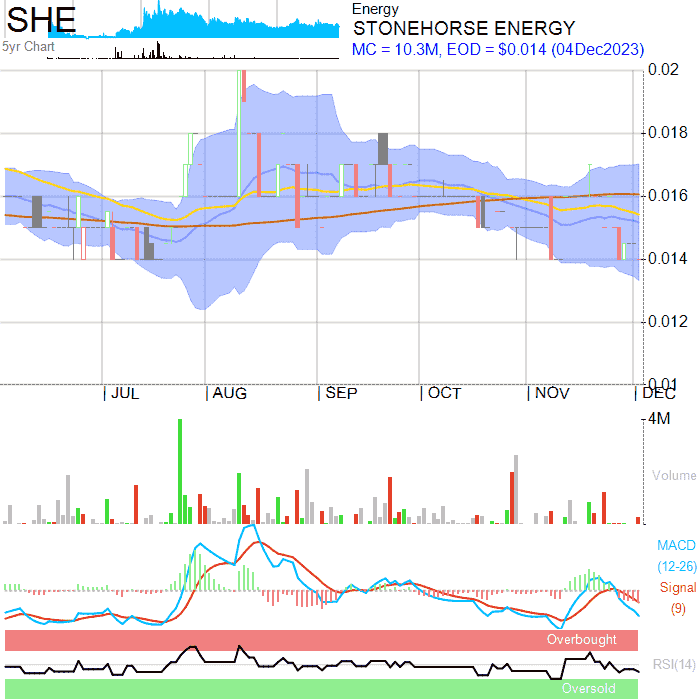 SHE
5yr Chart
Energy
STONEHORSE ENERGY
MC = 10.3M, EOD = $0.014 (04Dec2023)
0.02
0.018
0.016
0.014
0.012
0.01
JUL AUG SEP OCT NOV DEC
4M
Volume
MACD
(12-26)
Signal
(9)
Overbought
RSI(14)
Oversold